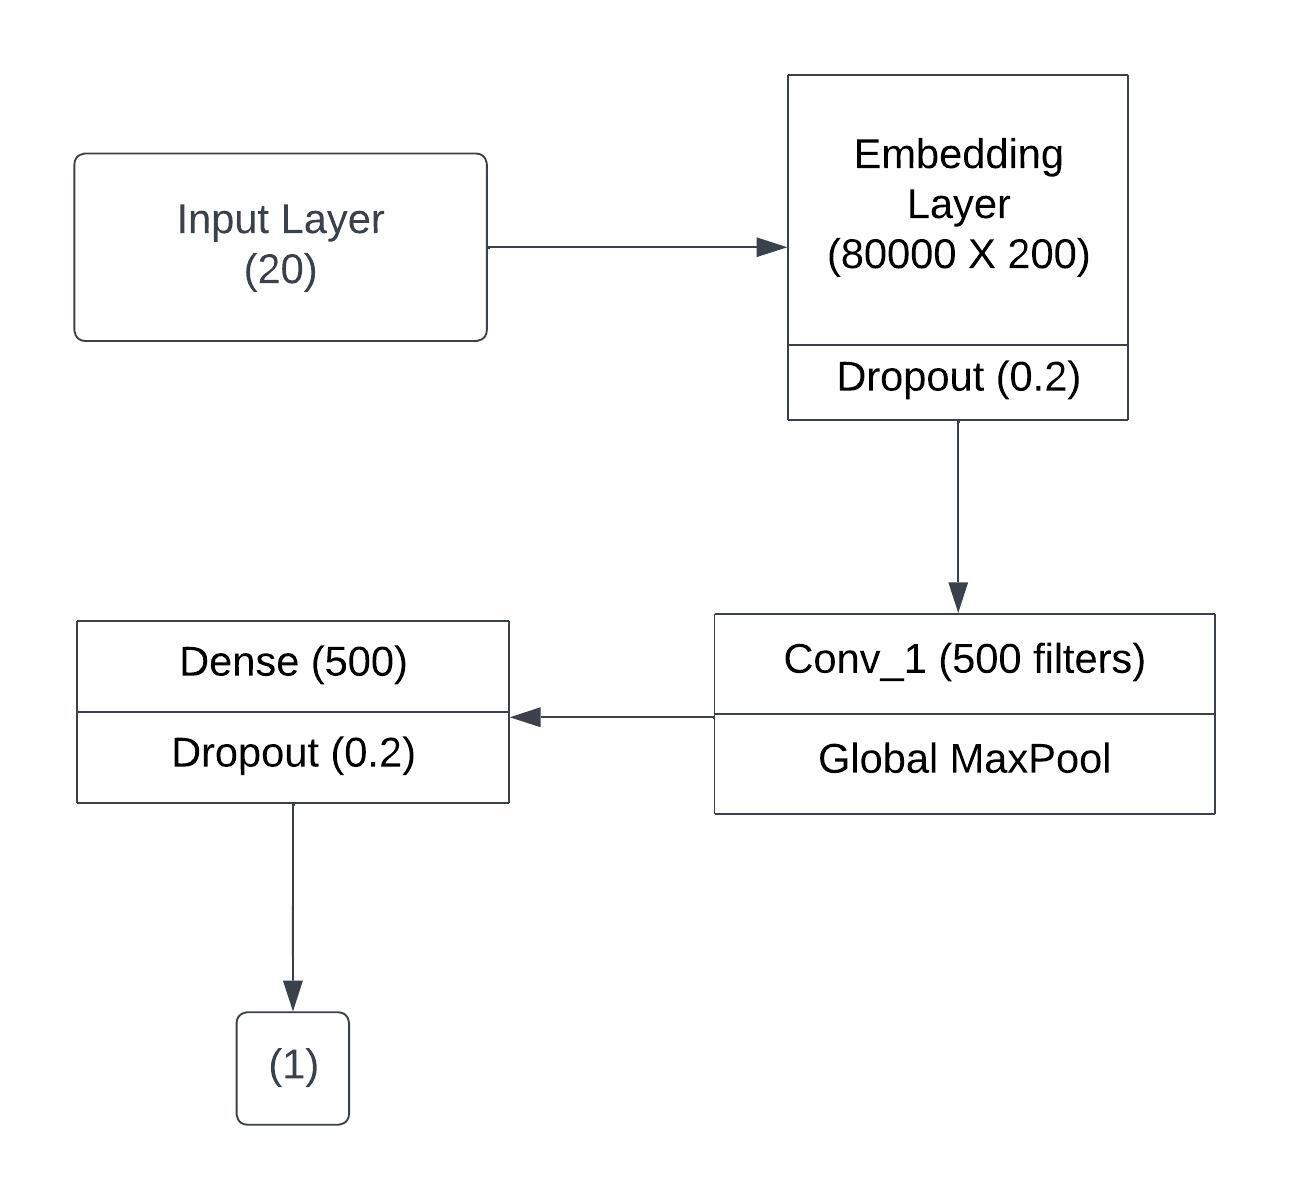 Input Layer
(20)
Embedding
Layer
(80000 X 200)
Dropout (0.2)
Conv_1 (500 filters)
Global MaxPool
Dense (500)
Dropout (0.2)
(1)